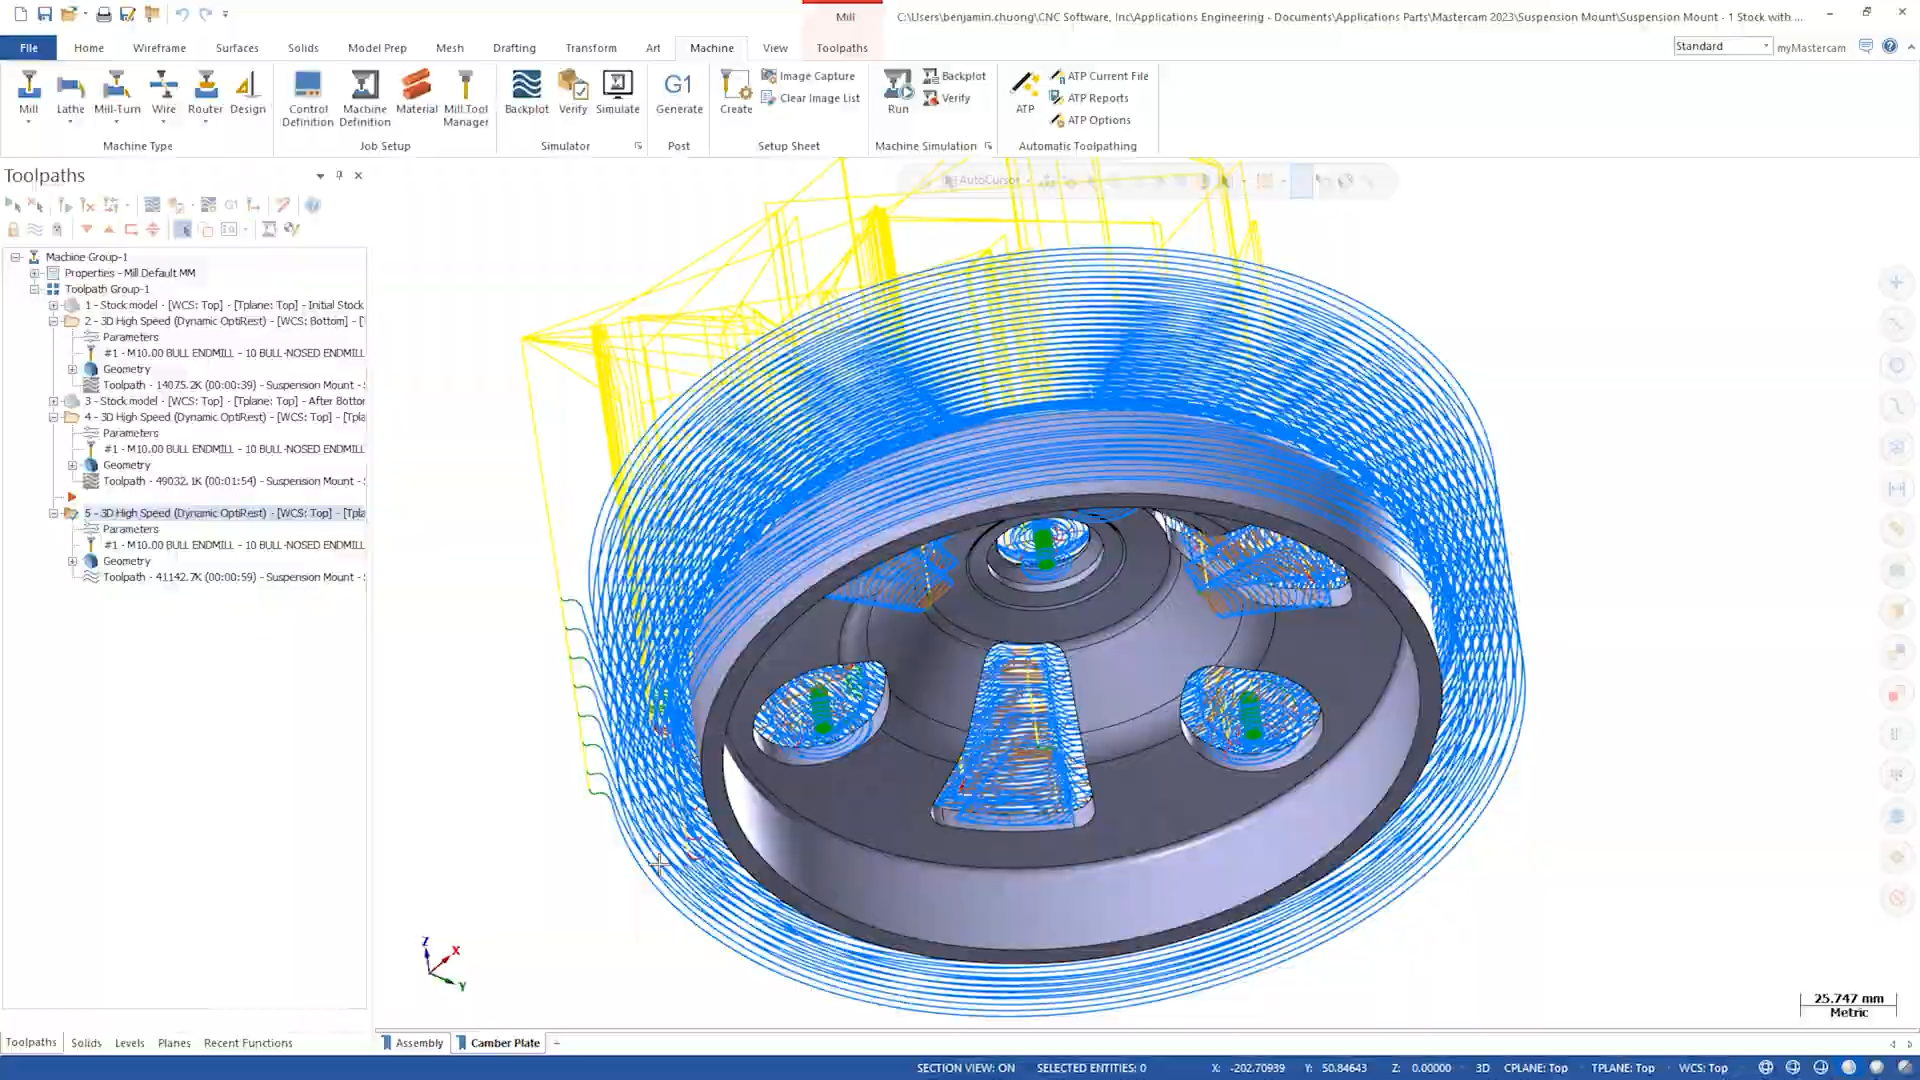 Mill
C:\Users\benjamin.chuong\CNC Software, Inc\Applications Engineering - Documents\Applications Parts\Mastercam 2023\Suspension Mount\Suspension Mount - 1 Stock with ...
File Home Wireframe Surfaces Solids Model Prep Mesh Drafting Transform Art Machine View Toolpaths
Standard myMastercam
Mill Lathe Mill-Turn Wire Router Design
Control Definition Machine Definition Material Mill Tool Manager
Backplot Verify Simulate
G1 Generate
Create Image Capture Clear Image List
Run Backplot Verify
ATP ATP Current File ATP Reports ATP Options
Machine Type Job Setup Simulator Post Setup Sheet Machine Simulation Automatic Toolpathing
Toolpaths
AutoCursor
G1
Machine Group-1
Properties - Mill Default MM
Toolpath Group-1
1 - Stock model - [WCS: Top] - [Tplane: Top] - Initial Stock
2 - 3D High Speed (Dynamic OptiRest) - [WCS: Bottom] - [
Parameters
#1 - M10.00 BULL ENDMILL - 10 BULL-NOSED ENDMILL
Geometry
Toolpath - 14075.2K (00:00:39) - Suspension Mount -
3 - Stock model - [WCS: Top] - [Tplane: Top] - After Bottom
4 - 3D High Speed (Dynamic OptiRest) - [WCS: Top] - [Tpla
Parameters
#1 - M10.00 BULL ENDMILL - 10 BULL-NOSED ENDMILL
Geometry
Toolpath - 49032.1K (00:01:54) - Suspension Mount -
5 - 3D High Speed (Dynamic OptiRest) - [WCS: Top] - [Tpla
Parameters
#1 - M10.00 BULL ENDMILL - 10 BULL-NOSED ENDMILL
Geometry
Toolpath - 41142.7K (00:00:59) - Suspension Mount -
Z X
Y
25.747 mm
Metric
Toolpaths Solids Levels Planes Recent Functions
Assembly Camber Plate
SECTION VIEW: ON SELECTED ENTITIES: 0 X: -202.70939 Y: 50.84643 Z: 0.00000 3D CPLANE: Top TPLANE: Top WCS: Top